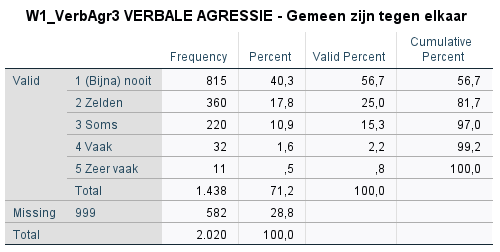 W1_VerbAgr3 VERBALE AGRESSIE - Gemeen zijn tegen elkaar
Frequency Percent Valid Percent Cumulative Percent
Valid 1 (Bijna) nooit 815 40,3 56,7 56,7
2 Zelden 360 17,8 25,0 81,7
3 Soms 220 10,9 15,3 97,0
4 Vaak 32 1,6 2,2 99,2
5 Zeer vaak 11 ,5 ,8 100,0
Total 1.438 71,2 100,0
Missing 999 582 28,8
Total 2.020 100,0